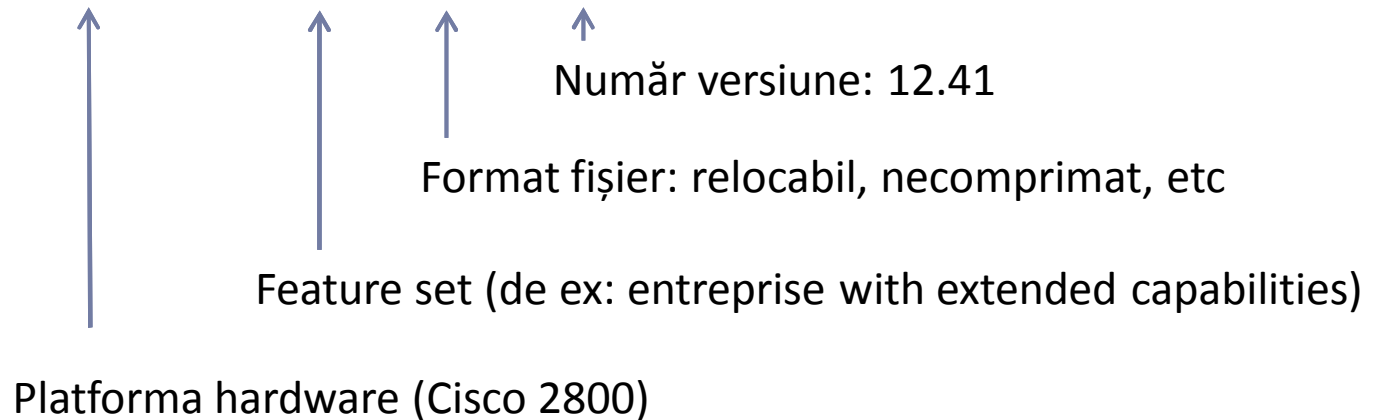 Număr versiune: 12.41
Format fișier: relocabil, necomprimat, etc
Feature set (de ex: entreprise with extended capabilities)
Platforma hardware (Cisco 2800)